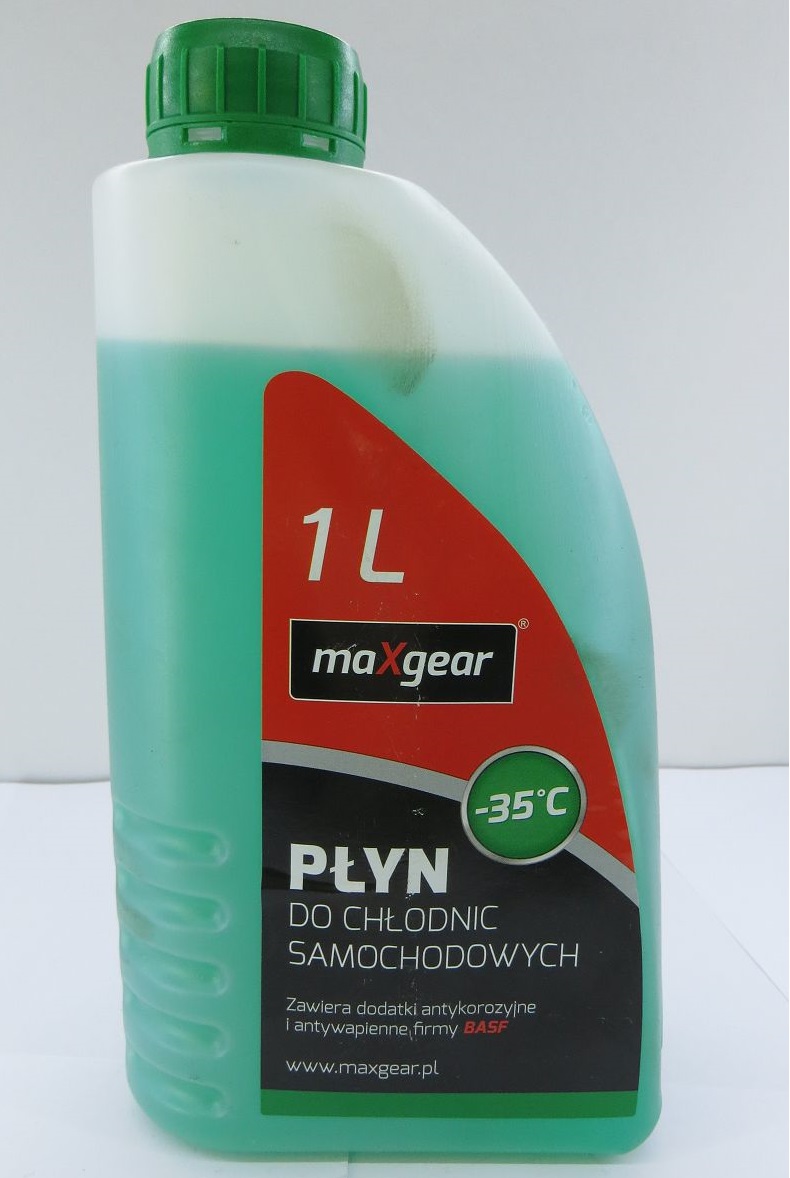 1 L
maXgear®
-35°C
PŁYN
DO CHŁODNIC
SAMOCHODOWYCH
Zawiera dodatki antykorozyjne
i antywapienne firmy BASF
www.maxgear.pl